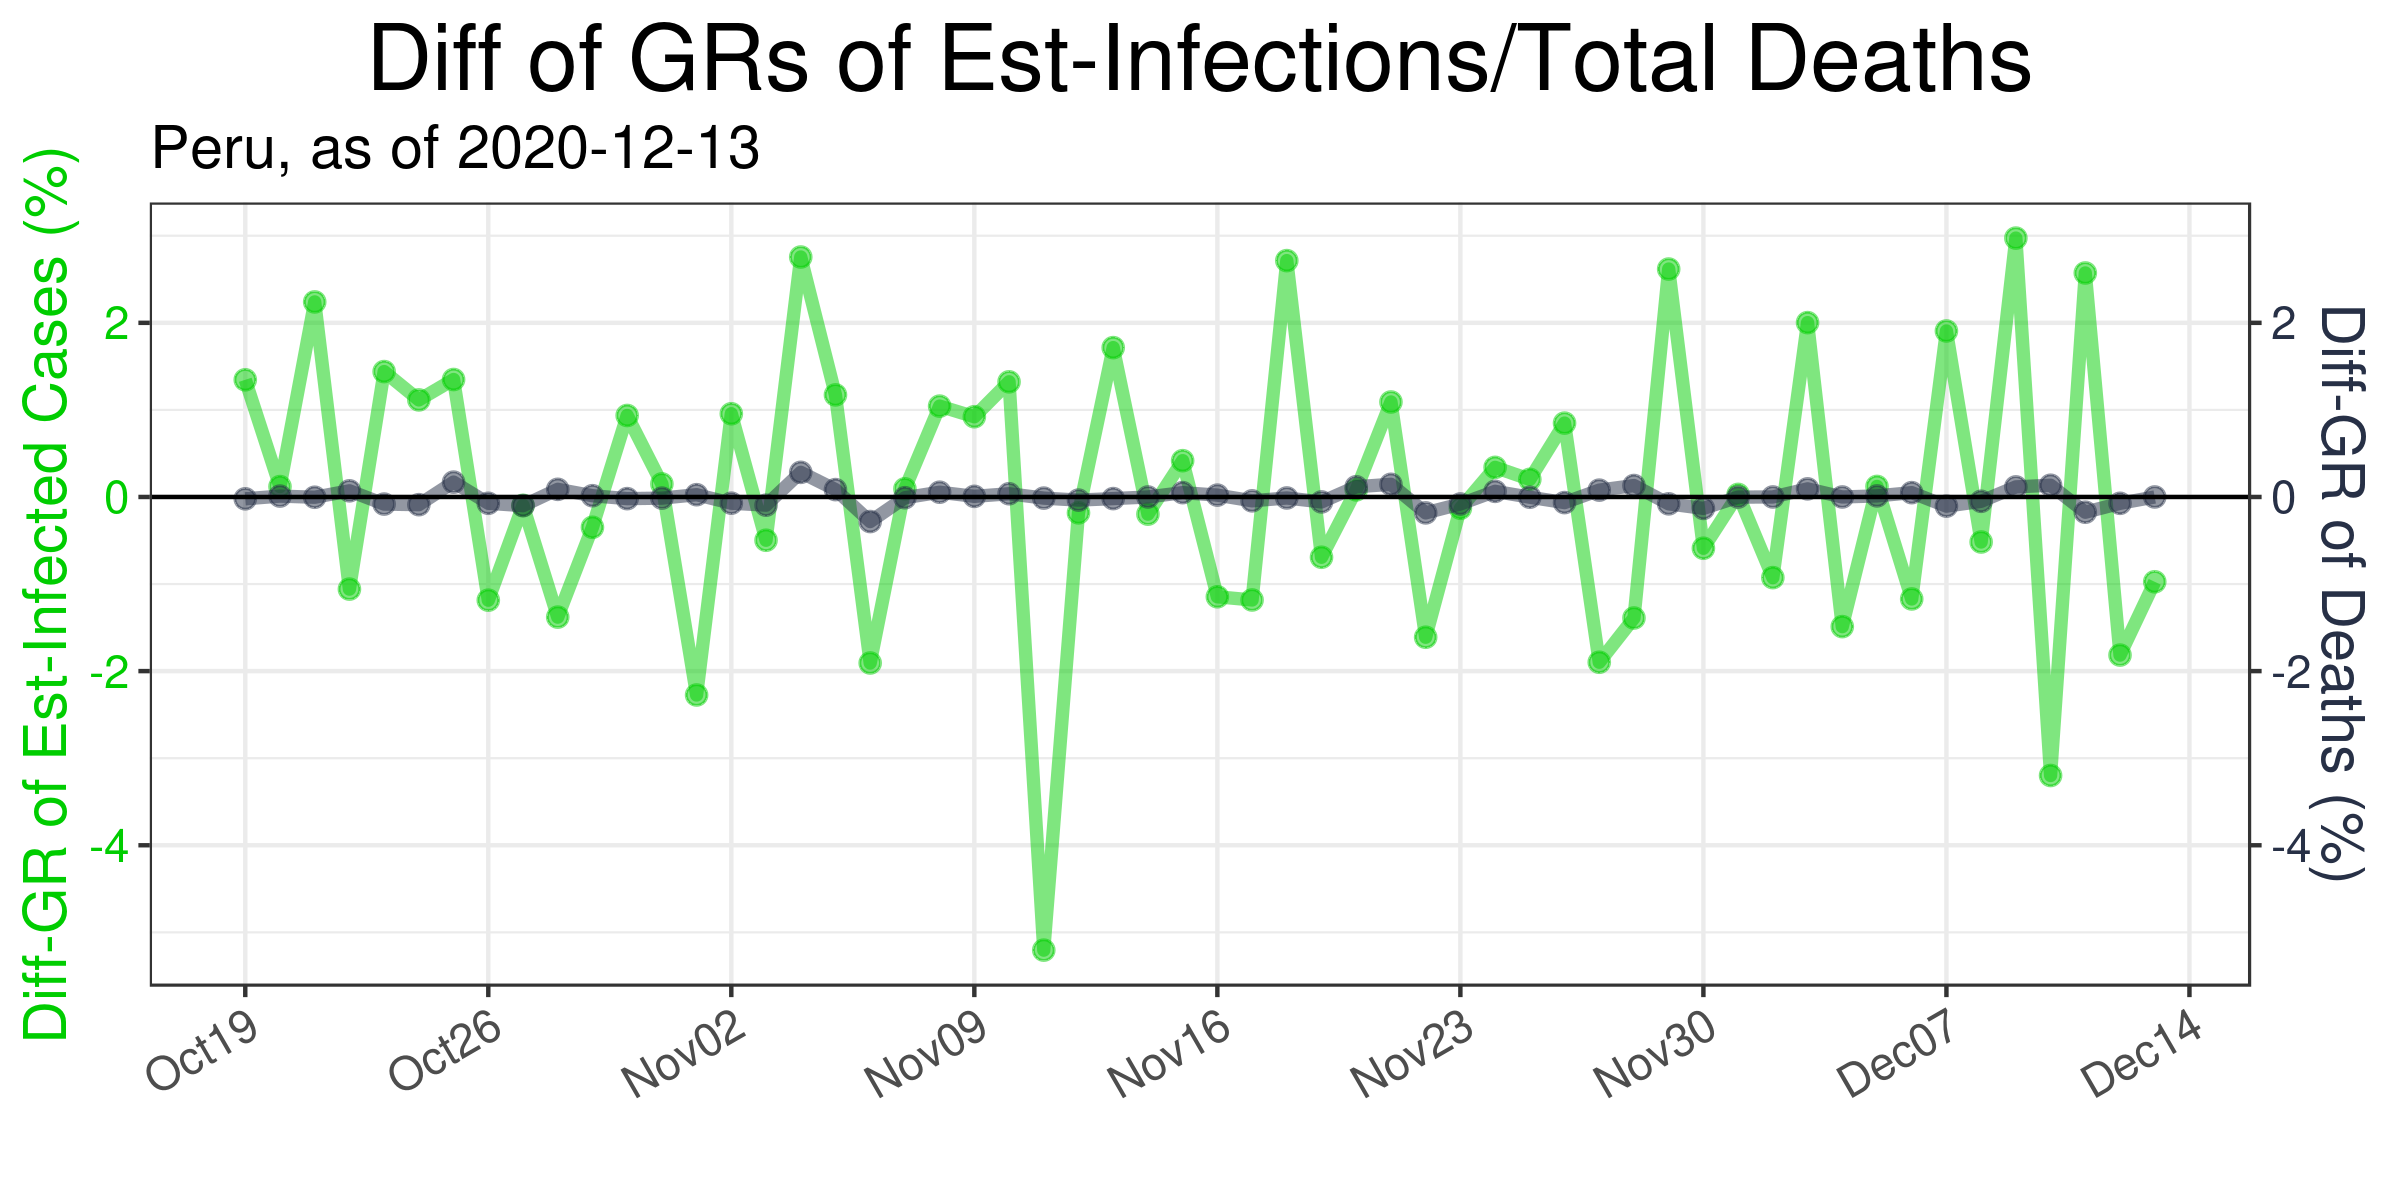 Diff of GRs of Est-Infections/Total Deaths
Peru, as of 2020-12-13
Diff-GR of Est-Infected Cases (%)
2
0
-2
-4
2
0
-2
-4
Diff-GR of Deaths (%)
Oct19
Oct26
Nov02
Nov09
Nov16
Nov23
Nov30
Dec07
Dec14